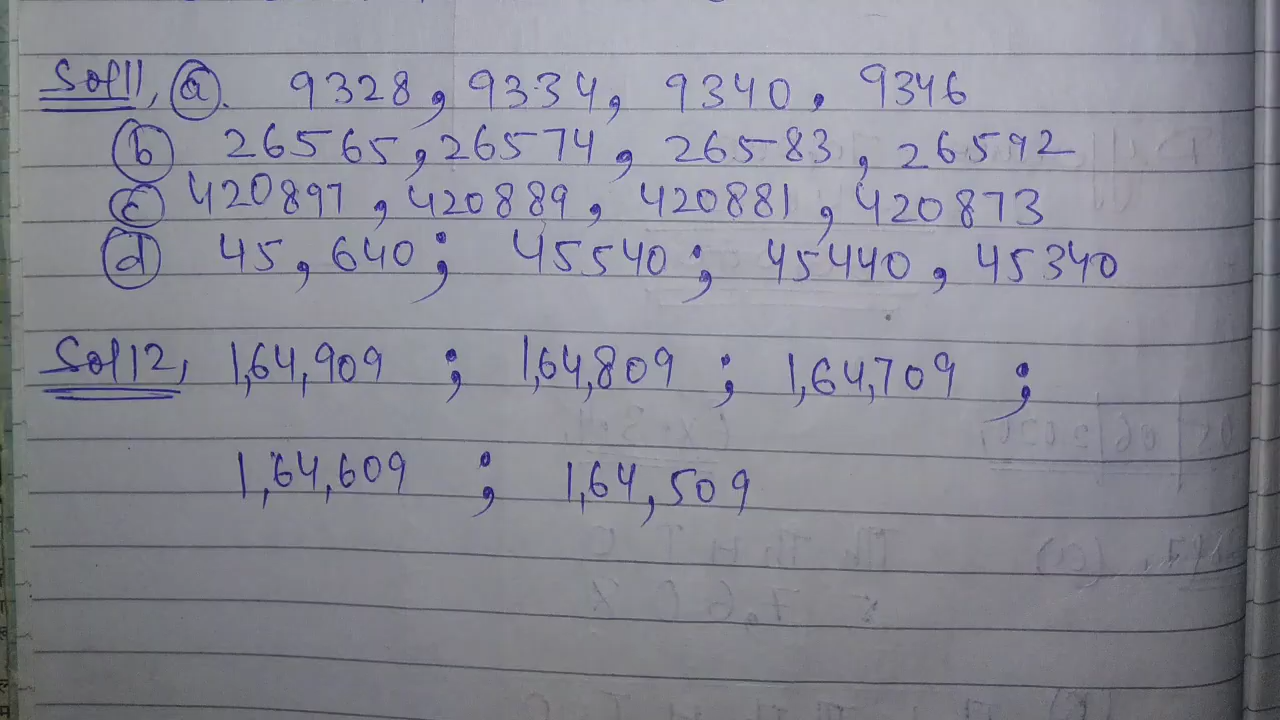 Sol11, (a). 9328, 9334, 9340, 9346
(b) 26565, 26574, 26583, 26592
(c) 420897, 420889, 420881, 420873
(d) 45,640; 45540; 45440, 45340
Sol12, 1,64,909 ; 1,64,809 ; 1,64,709 ;
1,64,609 ; 1,64,509